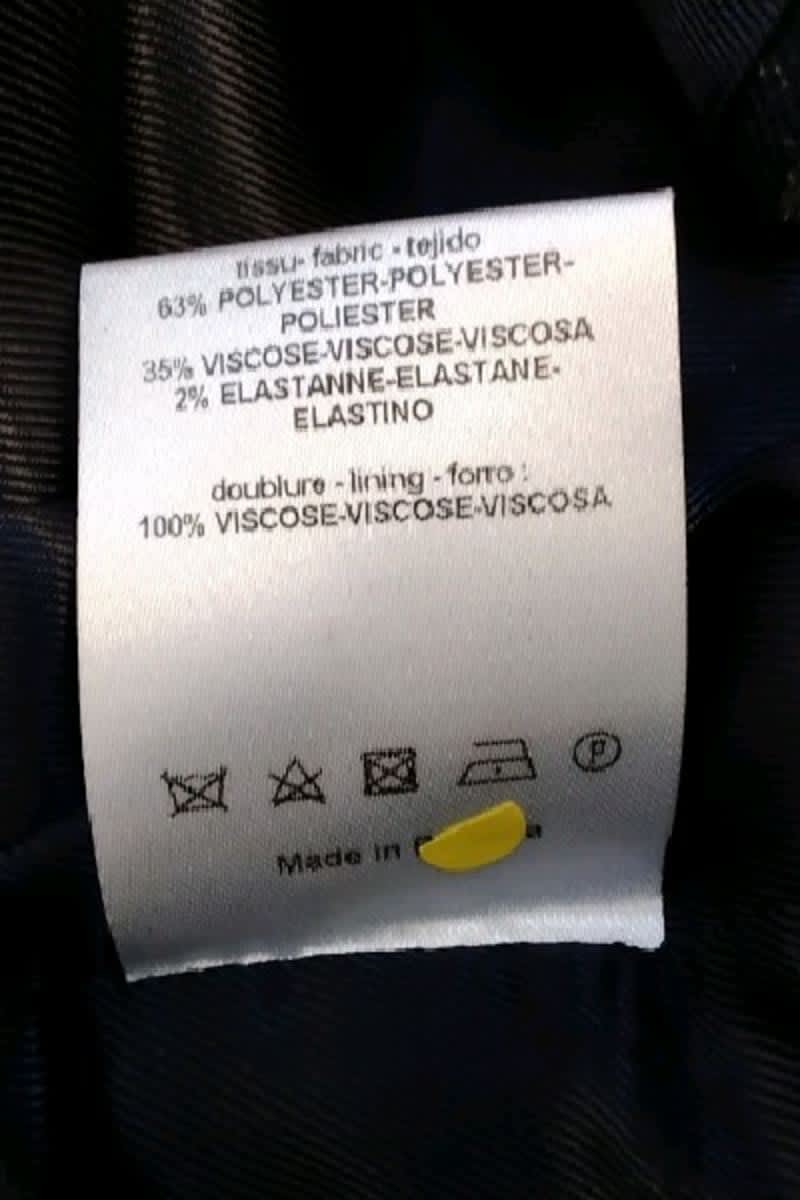 tissu- fabric - tejido
63% POLYESTER-POLYESTER-
POLIESTER
35% VISCOSE-VISCOSE-VISCOSA
2% ELASTANNE-ELASTANE-
ELASTINO
doublure - lining - forro :
100% VISCOSE-VISCOSE-VISCOSA
P
Made in